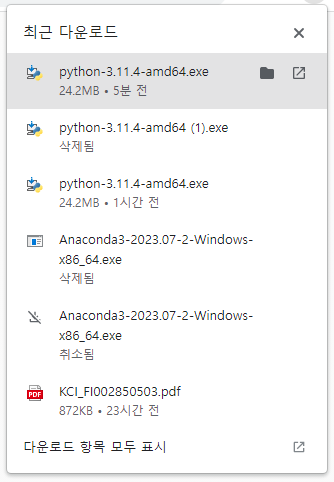 최근 다운로드
python-3.11.4-amd64.exe
24.2MB • 5분 전
python-3.11.4-amd64 (1).exe
삭제됨
python-3.11.4-amd64.exe
24.2MB • 1시간 전
Anaconda3-2023.07-2-Windows-
x86_64.exe
삭제됨
Anaconda3-2023.07-2-Windows-
x86_64.exe
취소됨
PDF
KCI_FI002850503.pdf
872KB • 23시간 전
다운로드 항목 모두 표시